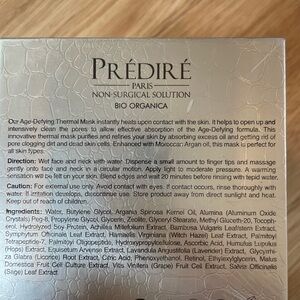 PRÉDIRÉ
PARIS
NON-SURGICAL SOLUTION
BIO ORGANICA
Our Age-Defying Thermal Mask instantly heats upon contact with the skin. It helps to open up and
intensively clean the pores to allow effective absorption of the Age-Defying formula. This
innovative thermal mask purifies and refines your skin by absorbing excess oil and getting rid of
pore clogging dirt and dead skin cells. Enhanced with Moroccan Argan oil, this mask is perfect for
all skin types.
Direction: Wet face and neck with water. Dispense a small amount to finger tips and massage
gently onto face and neck in a circular motion. Apply light to moderate pressure. A warming
sensation will be felt on your skin. Blend edges and wait 20 minutes before rinsing with tepid water.
Caution: For external use only. Avoid contact with eyes. If contact occurs, rinse thoroughly with
water. If irritation develops, discontinue use. Store product away from direct sunlight and heat.
Keep out of reach of children.
Ingredients: Water, Butylene Glycol, Argania Spinosa Kernel Oil, Alumina (Aluminum Oxide
Crystals) Peg-8, Propylene Glycol, Glycerin, Zeolite, Glyceryl Stearate, Methyl Gluceth-20, Tocoph-
erol, Hydrolyzed Soy Protein, Achillea Millefolium Extract, Bambusa Vulgaris Leaf/stem Extract,
Symphytum Officinale Leaf Extract, Hamamelis Virginiana (Witch Hazel) Leaf Extract, Palmitoyl
Tetrapeptide-7, Palmitoyl Oligopeptide, Hydroxypropylcellulose, Ascorbic Acid, Humulus Lupulus
(Hops) Extract, Equisetum Arvense Extract, Lavandula Angustifolia (Lavender) Extract, Glycyrrhi-
za Glabra (Licorice) Root Extract, Citric Acid, Phenoxyethanol, Retinol, Ethylhexylglycerin, Malus
Domestica Fruit Cell Culture Extract, Vitis Vinifera (Grape) Fruit Cell Extract, Salvia Officinalis
(Sage) Leaf Extract